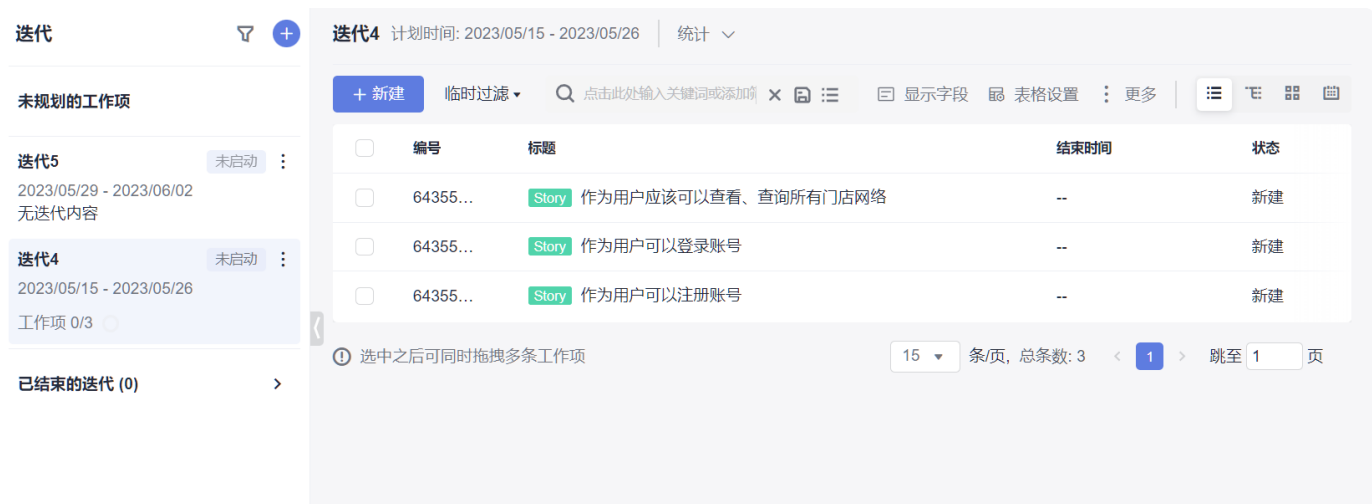 迭代
未规划的工作项
迭代5 未启动
2023/05/29 - 2023/06/02
无迭代内容
迭代4 未启动
2023/05/15 - 2023/05/26
工作项 0/3
已结束的迭代 (0)
迭代4 计划时间: 2023/05/15 - 2023/05/26 统计
+ 新建 临时过滤 点击此处输入关键词或添加 显示字段 表格设置 更多
编号 标题 结束时间 状态
64355... Story 作为用户应该可以查看、查询所有门店网络 -- 新建
64355... Story 作为用户可以登录账号 -- 新建
64355... Story 作为用户可以注册账号 -- 新建
选中之后可同时拖拽多条工作项 15 条/页, 总条数: 3 1 跳至 1 页